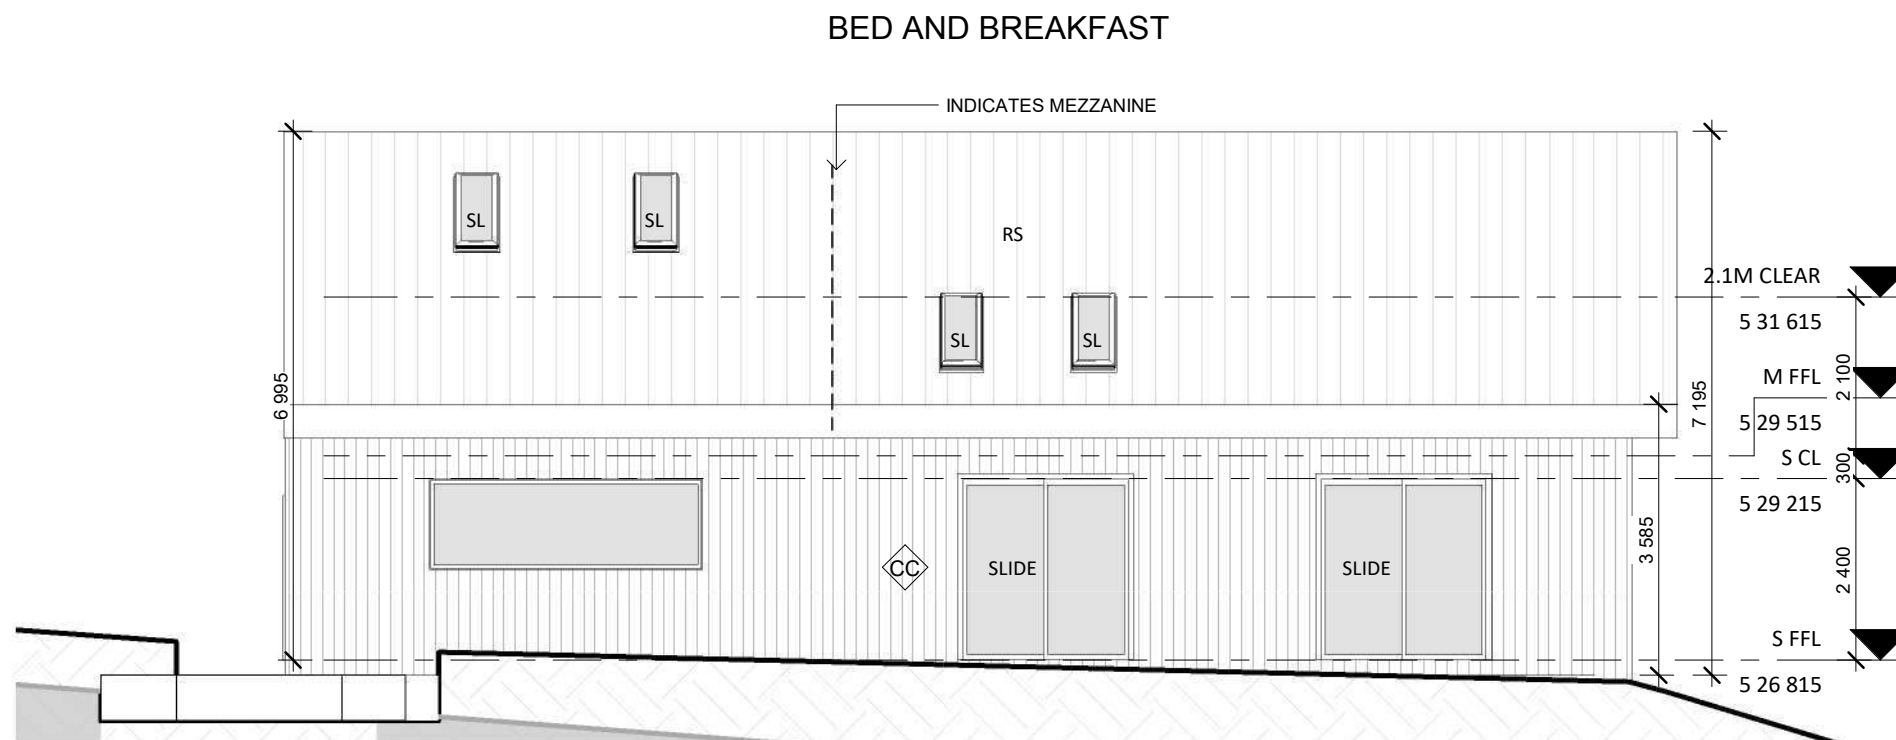 BED AND BREAKFAST
INDICATES MEZZANINE
SL
SL
RS
2.1M CLEAR
5 31 615
SL
SL
6 995
7 195
M FFL
2 100
5 29 515
S CL
300
5 29 215
3 585
CC
SLIDE
SLIDE
2 400
S FFL
5 26 815